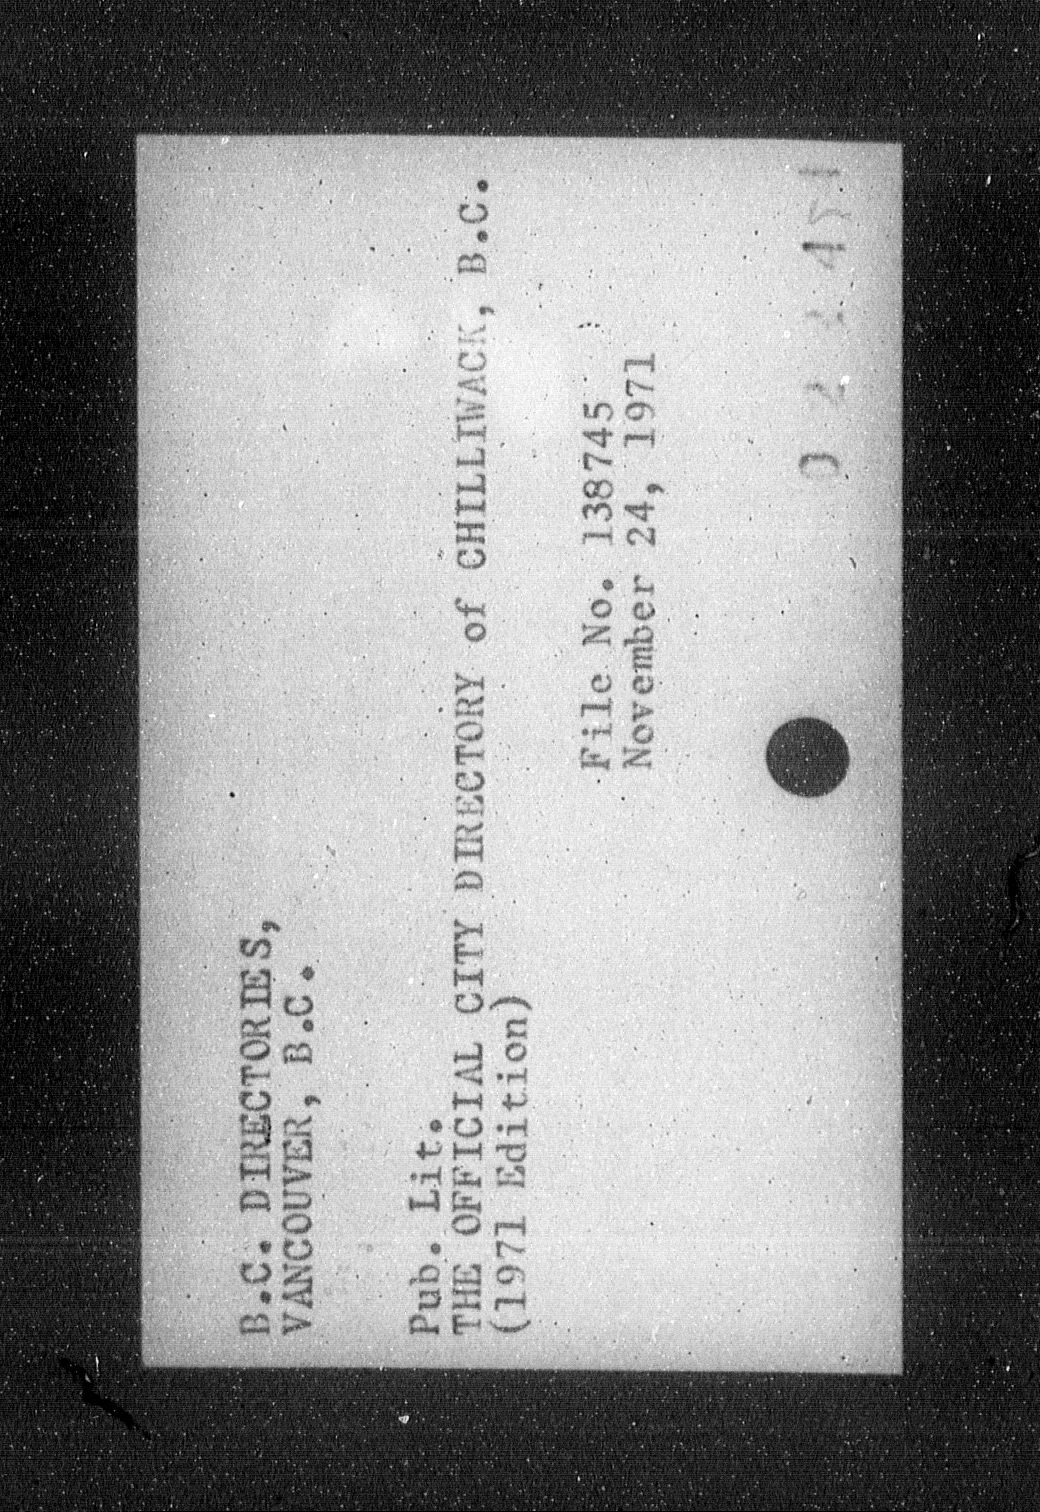 B.C. DIRECTORIES,
VANCOUVER, B.C.
Pub. Lit.
THE OFFICIAL CITY DIRECTORY of CHILLIWACK, B.C.
(1971 Edition)
File No. 138745
November 24, 1971